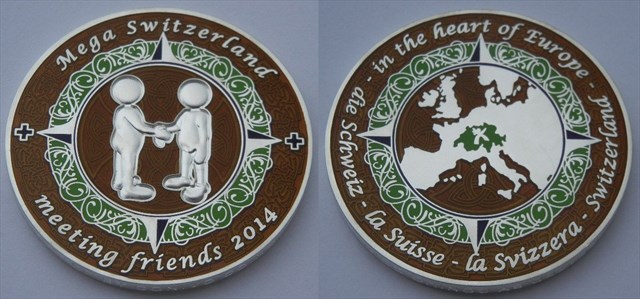 Mega Switzerland
meeting friends 2014
- in the heart of Europe -
die Schweiz - la Suisse - la Svizzera - Switzerland